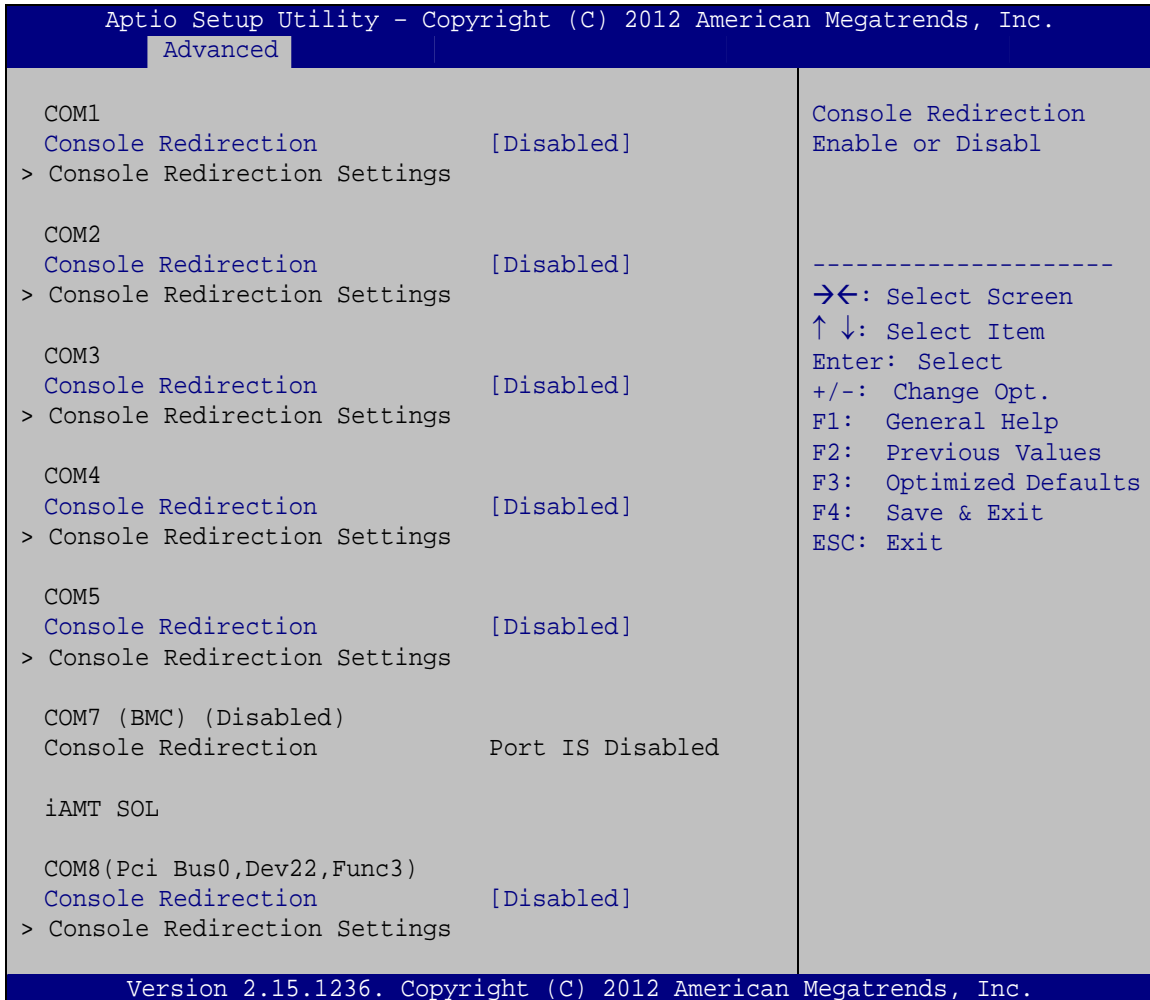 Aptio Setup Utility – Copyright (C) 2012 American Megatrends, Inc.
Advanced
COM1
Console Redirection [Disabled]
> Console Redirection Settings
COM2
Console Redirection [Disabled]
> Console Redirection Settings
COM3
Console Redirection [Disabled]
> Console Redirection Settings
COM4
Console Redirection [Disabled]
> Console Redirection Settings
COM5
Console Redirection [Disabled]
> Console Redirection Settings
COM7 (BMC) (Disabled)
Console Redirection Port IS Disabled
iAMT SOL
COM8(Pci Bus0,Dev22,Func3)
Console Redirection [Disabled]
> Console Redirection Settings
Console Redirection
Enable or Disabl
---------------------
→←: Select Screen
↑ ↓: Select Item
Enter: Select
+/-: Change Opt.
F1: General Help
F2: Previous Values
F3: Optimized Defaults
F4: Save & Exit
ESC: Exit
Version 2.15.1236. Copyright (C) 2012 American Megatrends, Inc.